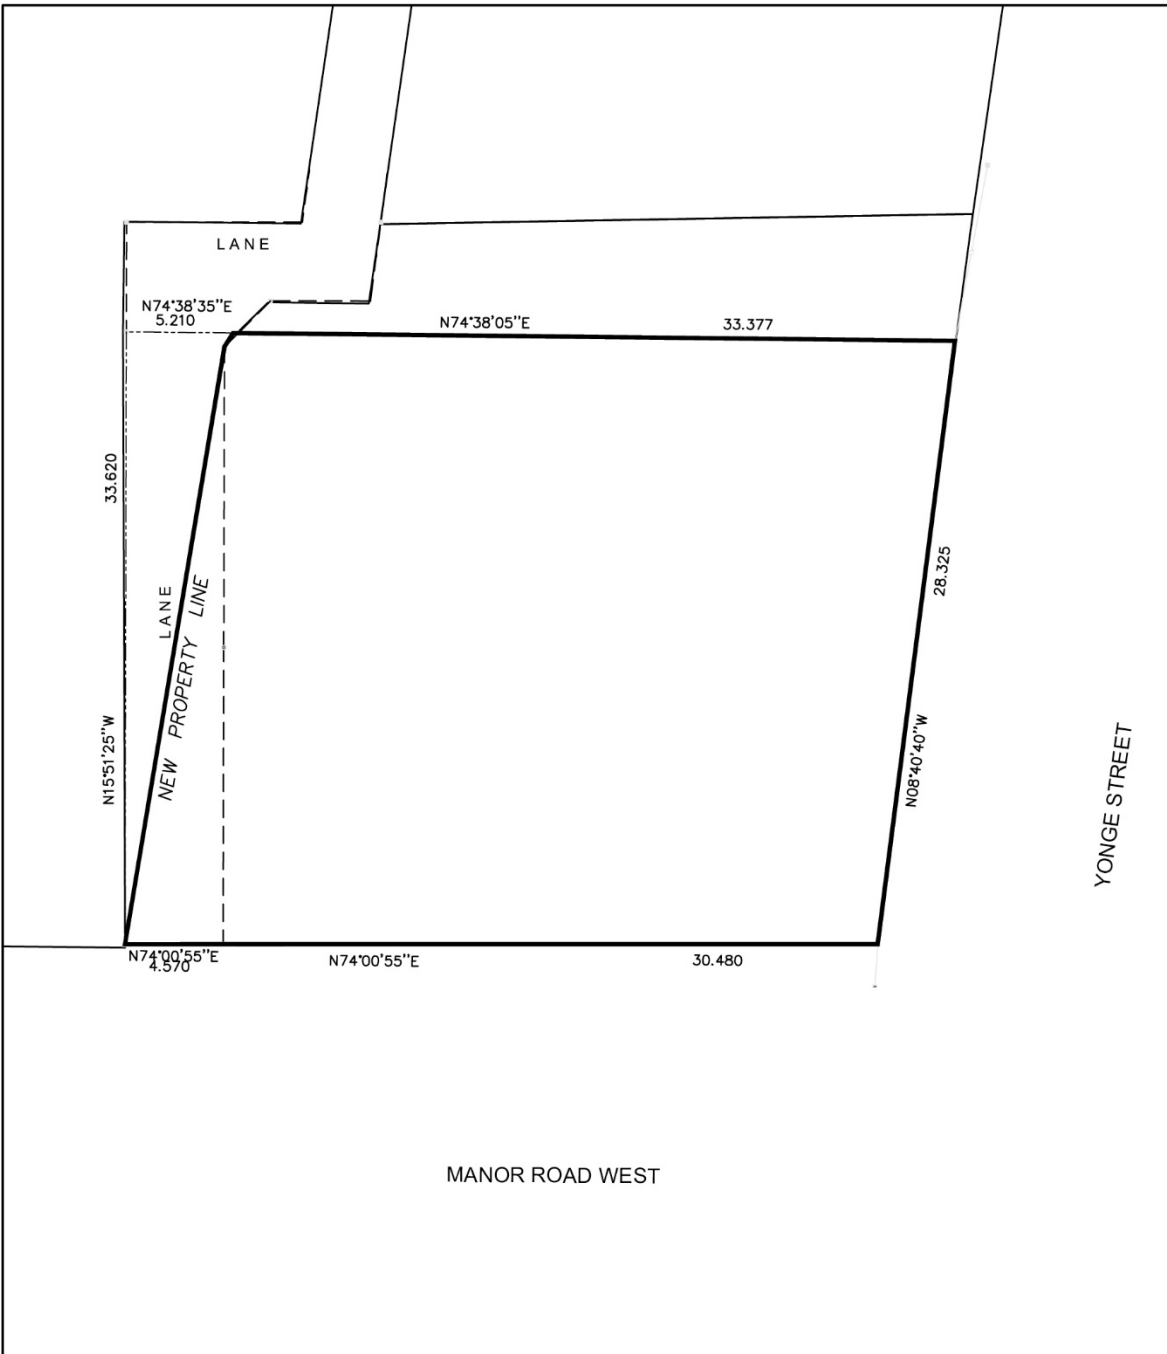 LANE
N74°38'35"E
5.210
N74°38'05"E
33.377
33.620
28.325
LANE
NEW PROPERTY LINE
N15°51'25"W
N08°40'40"W
YONGE STREET
N74°00'55"E
4.570
N74°00'55"E
30.480
MANOR ROAD WEST